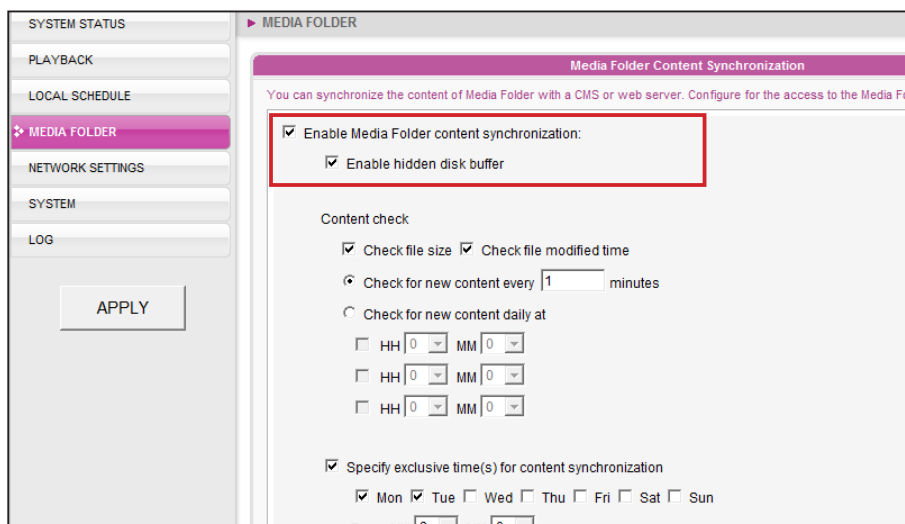 SYSTEM STATUS
PLAYBACK
LOCAL SCHEDULE
MEDIA FOLDER
NETWORK SETTINGS
SYSTEM
LOG
APPLY
MEDIA FOLDER
Media Folder Content Synchronization
You can synchronize the content of Media Folder with a CMS or web server. Configure for the access to the Media
Enable Media Folder content synchronization:
Enable hidden disk buffer
Content check
Check file size Check file modified time
Check for new content every 1 minutes
Check for new content daily at
HH 0 MM 0
HH 0 MM 0
HH 0 MM 0
Specify exclusive time(s) for content synchronization
Mon Tue Wed Thu Fri Sat Sun